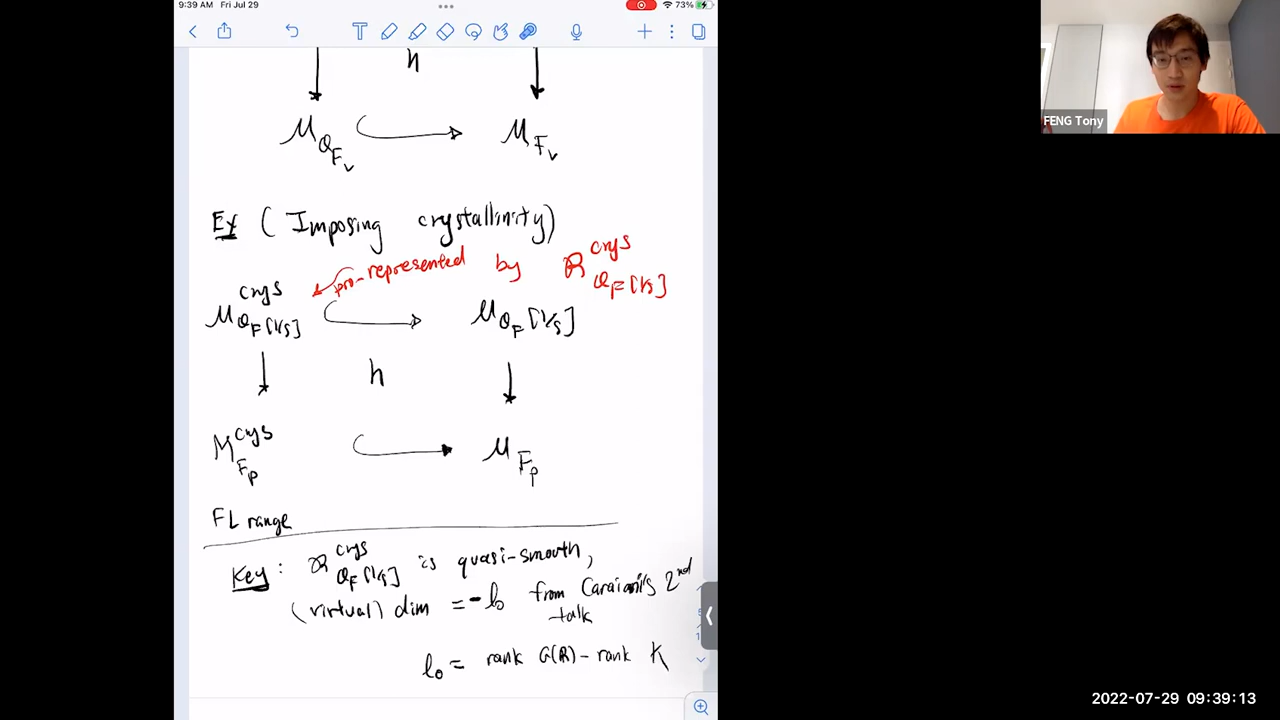 9:39 AM Fri Jul 29
73%
h
M_{O_{F_v}} M_{F_v}
Ex (Imposing crystallinity)
pro-represented by R^{crys}_{O_F[1/S]}
M^{crys}_{O_F[1/S]} M_{O_F[1/S]}
h
M^{crys}_{F_p} M_{F_p}
FL range
Key: R^{crys}_{O_F[1/S]} is quasi-smooth,
(virtual) dim = -l_0 from Caraiani's 2nd
talk
l_0 = rank G(R) - rank K
FENG Tony
2022-07-29 09:39:13